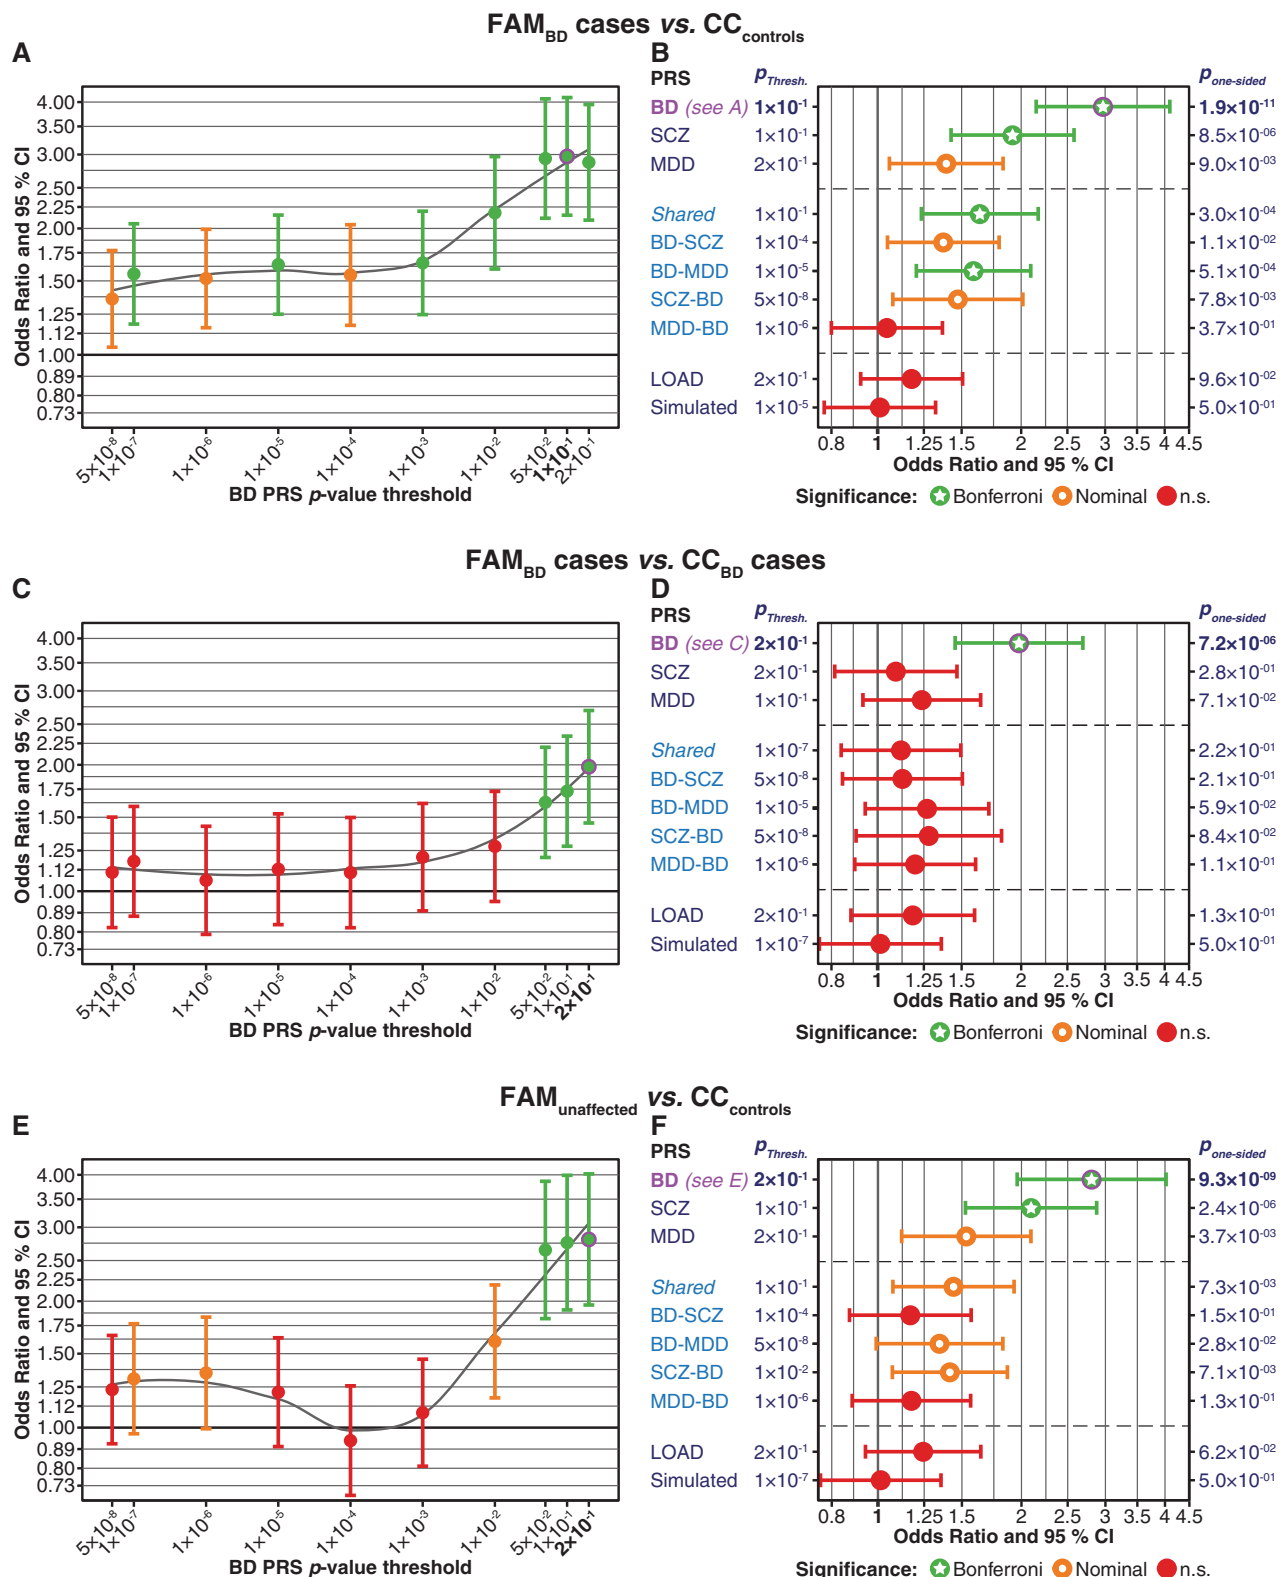 FAM_BD cases vs. CC_controls
A
Odds Ratio and 95 % CI
4.00
3.50
3.00
2.50
2.25
2.00
1.75
1.50
1.25
1.12
1.00
0.89
0.80
0.73
5×10⁻⁸ 1×10⁻⁷ 1×10⁻⁶ 1×10⁻⁵ 1×10⁻⁴ 1×10⁻³ 1×10⁻² 5×10⁻² 1×10⁻¹ 2×10⁻¹
BD PRS p-value threshold
B
PRS p_Thresh. p_one-sided
BD (see A) 1×10⁻¹ 1.9×10⁻¹¹
SCZ 1×10⁻¹ 8.5×10⁻⁰⁶
MDD 2×10⁻¹ 9.0×10⁻⁰³
Shared 1×10⁻¹ 3.0×10⁻⁰⁴
BD-SCZ 1×10⁻⁴ 1.1×10⁻⁰²
BD-MDD 1×10⁻⁵ 5.1×10⁻⁰⁴
SCZ-BD 5×10⁻⁸ 7.8×10⁻⁰³
MDD-BD 1×10⁻⁶ 3.7×10⁻⁰¹
LOAD 2×10⁻¹ 9.6×10⁻⁰²
Simulated 1×10⁻⁵ 5.0×10⁻⁰¹
0.8 1 1.25 1.5 2 2.5 3 3.5 4 4.5
Odds Ratio and 95 % CI
Significance: Bonferroni Nominal n.s.
FAM_BD cases vs. CC_BD cases
C
Odds Ratio and 95 % CI
4.00
3.50
3.00
2.50
2.25
2.00
1.75
1.50
1.25
1.12
1.00
0.89
0.80
0.73
5×10⁻⁸ 1×10⁻⁷ 1×10⁻⁶ 1×10⁻⁵ 1×10⁻⁴ 1×10⁻³ 1×10⁻² 5×10⁻² 1×10⁻¹ 2×10⁻¹
BD PRS p-value threshold
D
PRS p_Thresh. p_one-sided
BD (see C) 2×10⁻¹ 7.2×10⁻⁰⁶
SCZ 2×10⁻¹ 2.8×10⁻⁰¹
MDD 1×10⁻¹ 7.1×10⁻⁰²
Shared 1×10⁻⁷ 2.2×10⁻⁰¹
BD-SCZ 5×10⁻⁸ 2.1×10⁻⁰¹
BD-MDD 1×10⁻⁵ 5.9×10⁻⁰²
SCZ-BD 5×10⁻⁸ 8.4×10⁻⁰²
MDD-BD 1×10⁻⁶ 1.1×10⁻⁰¹
LOAD 2×10⁻¹ 1.3×10⁻⁰¹
Simulated 1×10⁻⁷ 5.0×10⁻⁰¹
0.8 1 1.25 1.5 2 2.5 3 3.5 4 4.5
Odds Ratio and 95 % CI
Significance: Bonferroni Nominal n.s.
FAM_unaffected vs. CC_controls
E
Odds Ratio and 95 % CI
4.00
3.50
3.00
2.50
2.25
2.00
1.75
1.50
1.25
1.12
1.00
0.89
0.80
0.73
5×10⁻⁸ 1×10⁻⁷ 1×10⁻⁶ 1×10⁻⁵ 1×10⁻⁴ 1×10⁻³ 1×10⁻² 5×10⁻² 1×10⁻¹ 2×10⁻¹
BD PRS p-value threshold
F
PRS p_Thresh. p_one-sided
BD (see E) 2×10⁻¹ 9.3×10⁻⁰⁹
SCZ 1×10⁻¹ 2.4×10⁻⁰⁶
MDD 2×10⁻¹ 3.7×10⁻⁰³
Shared 1×10⁻¹ 7.3×10⁻⁰³
BD-SCZ 1×10⁻⁴ 1.5×10⁻⁰¹
BD-MDD 5×10⁻⁸ 2.8×10⁻⁰²
SCZ-BD 1×10⁻² 7.1×10⁻⁰³
MDD-BD 1×10⁻⁶ 1.3×10⁻⁰¹
LOAD 2×10⁻¹ 6.2×10⁻⁰²
Simulated 1×10⁻⁷ 5.0×10⁻⁰¹
0.8 1 1.25 1.5 2 2.5 3 3.5 4 4.5
Odds Ratio and 95 % CI
Significance: Bonferroni Nominal n.s.